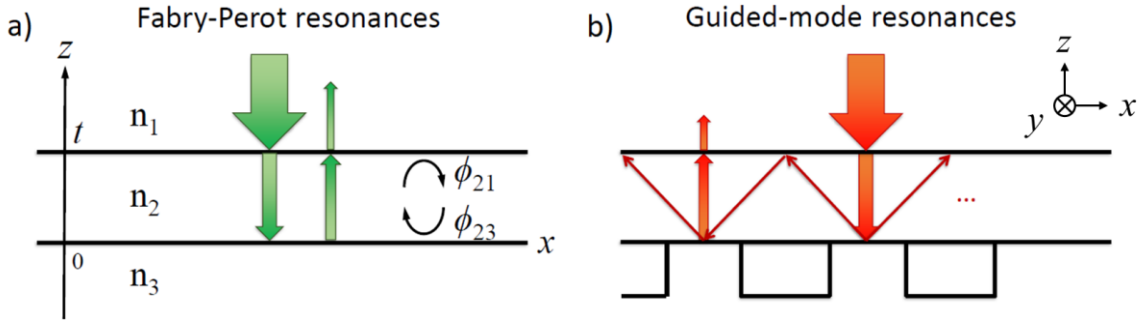 a)
Fabry-Perot resonances
z
n₁
t
ϕ₂₁
n₂
ϕ₂₃
x
0
n₃
b)
Guided-mode resonances
z
x
y
...